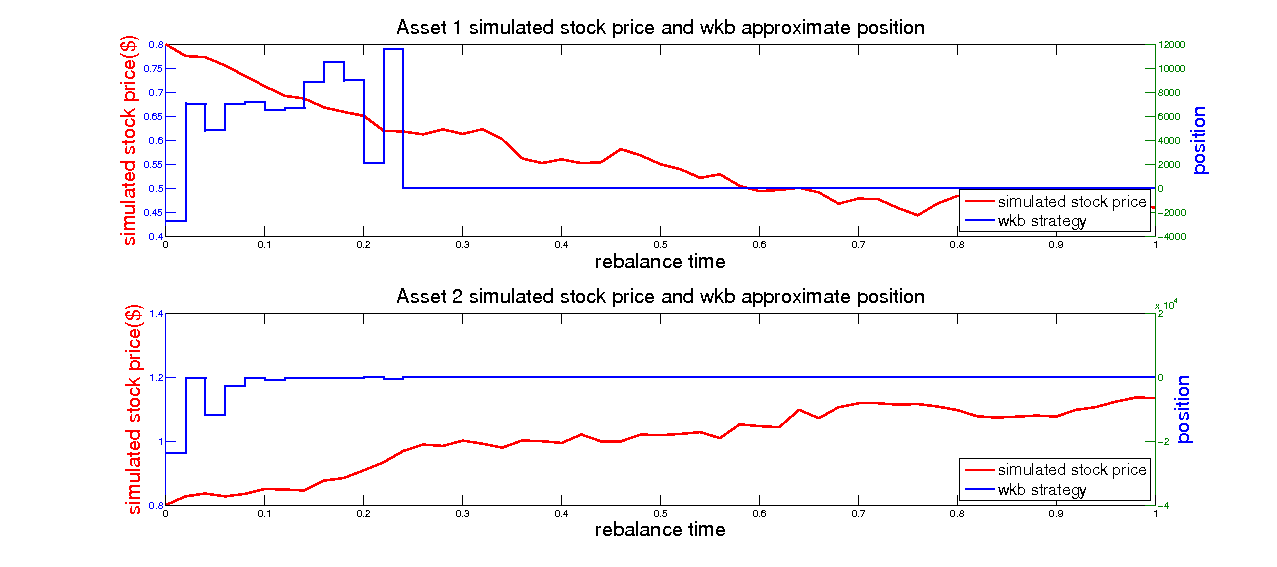 Asset 1 simulated stock price and wkb approximate position
simulated stock price($)
0.8
0.75
0.7
0.65
0.6
0.55
0.5
0.45
0.4
12000
10000
8000
6000
4000
2000
0
-2000
-4000
position
simulated stock price
wkb strategy
0 0.1 0.2 0.3 0.4 0.5 0.6 0.7 0.8 0.9 1
rebalance time
Asset 2 simulated stock price and wkb approximate position
simulated stock price($)
1.4
1.2
1
0.8
x 10^4
2
0
-2
-4
position
simulated stock price
wkb strategy
0 0.1 0.2 0.3 0.4 0.5 0.6 0.7 0.8 0.9 1
rebalance time